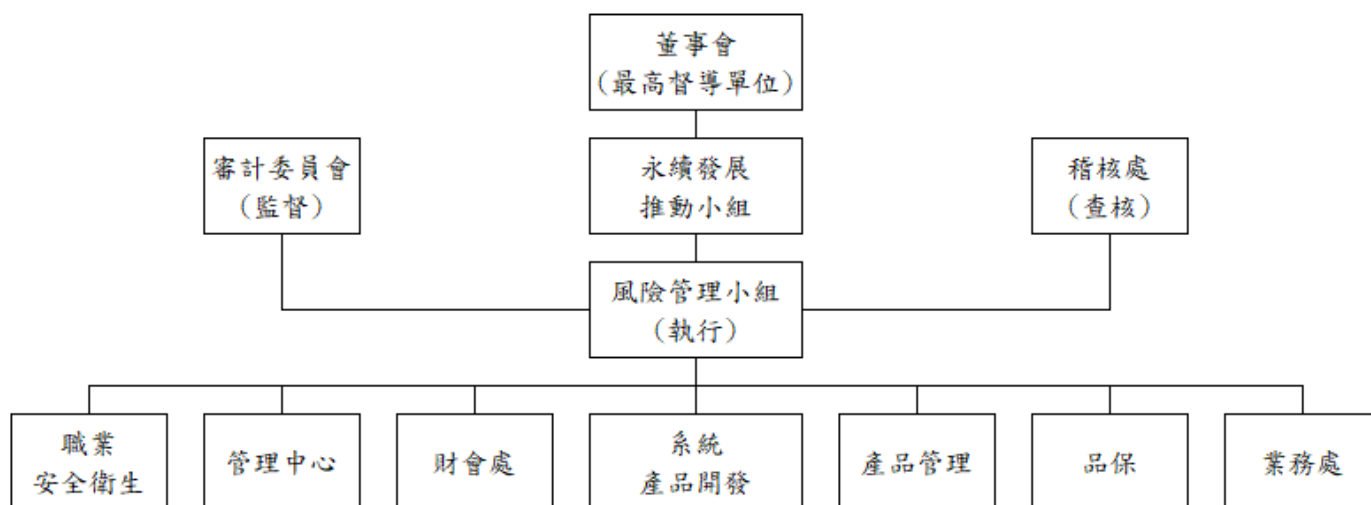 董事會
(最高督導單位)
審計委員會
(監督)
永續發展
推動小組
稽核處
(查核)
風險管理小組
(執行)
職業
安全衛生
管理中心
財會處
系統
產品開發
產品管理
品保
業務處